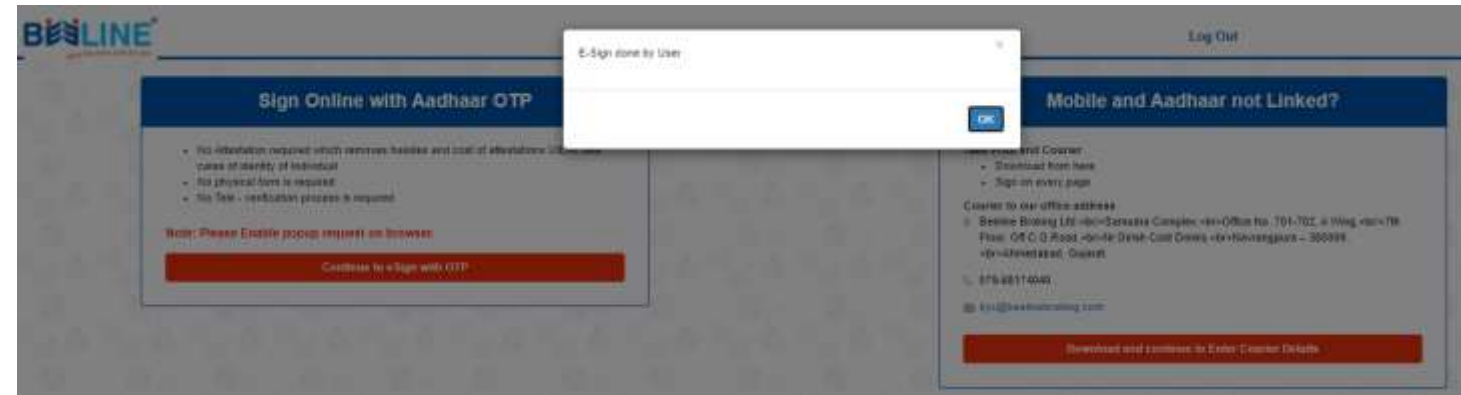 BEELINE
Log Out
E-Sign done by User
×
OK
Sign Online with Aadhaar OTP
• No Attestation required which removes hassles and cost of attestations
cases of identity of individual
• No physical form is required
• No Tele - verification process is required
Note: Please Enable popup request on browser.
Continue to eSign with OTP
Mobile and Aadhaar not Linked?
and Courier
• Download from here
• Sign on every page
Courier to our office address
Beeline Broking Ltd <br>Samudra Complex <br>Office No. 701-702, Wing <br>7th
Floor, Off C G Road <br>Nr Girish Cold Drinks <br>Navrangpura –
<br>Ahmedabad, Gujarat
Download and continue to Enter Courier Details